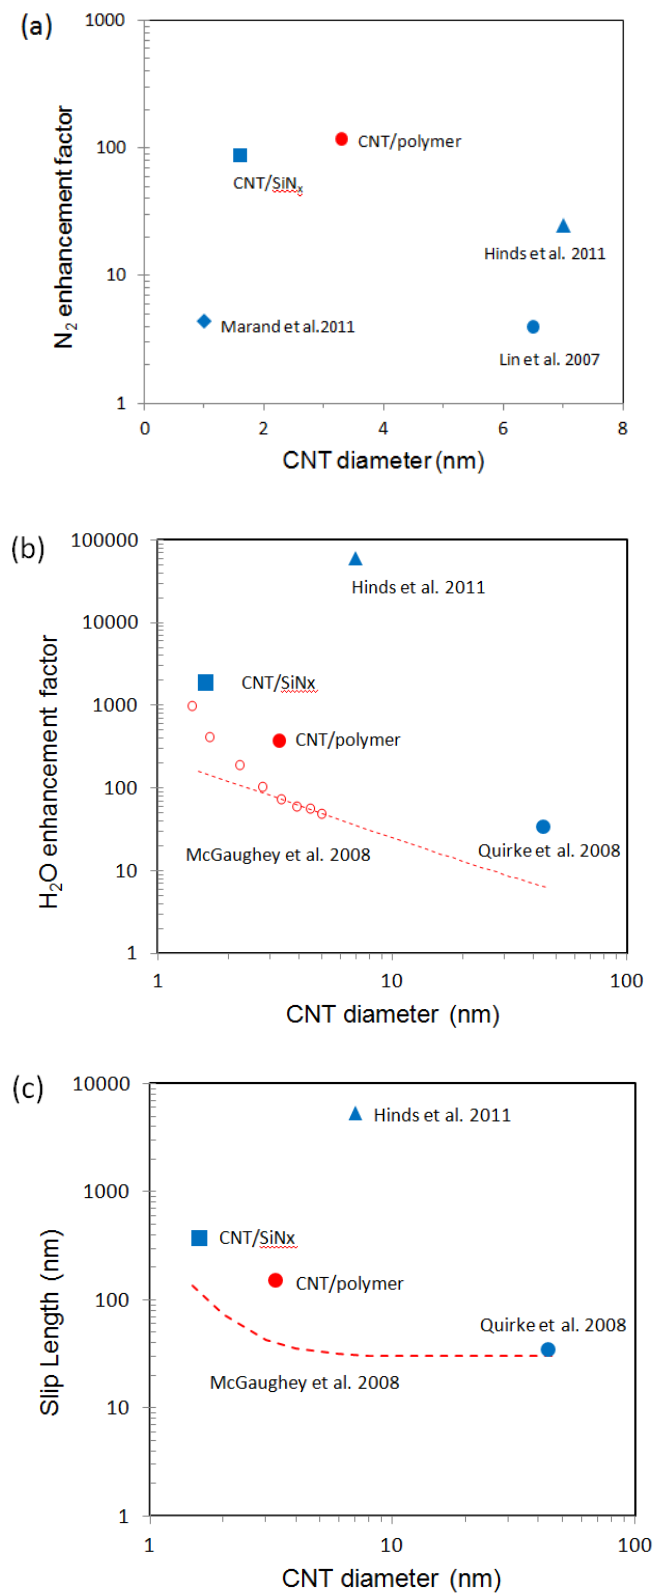 (a)
1000
100
10
1
N2 enhancement factor
CNT/polymer
CNT/SiNx
Hinds et al. 2011
Marand et al.2011
Lin et al. 2007
0
2
4
6
8
CNT diameter (nm)
(b)
100000
10000
1000
100
10
1
H2O enhancement factor
Hinds et al. 2011
CNT/SiNx
CNT/polymer
McGaughey et al. 2008
Quirke et al. 2008
1
10
100
CNT diameter (nm)
(c)
10000
1000
100
10
1
Slip Length (nm)
Hinds et al. 2011
CNT/SiNx
CNT/polymer
Quirke et al. 2008
McGaughey et al. 2008
1
10
100
CNT diameter (nm)